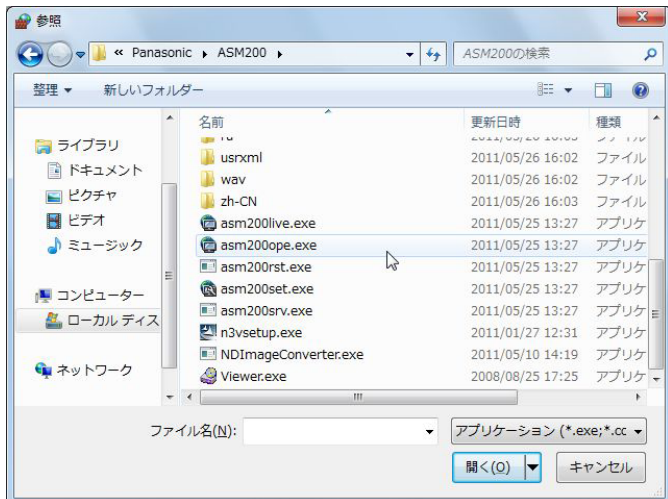 参照
« Panasonic ▸ ASM200 ▸
ASM200の検索
整理 ▼ 新しいフォルダー
名前 更新日時 種類
ライブラリ
ドキュメント
ピクチャ
ビデオ
ミュージック
コンピューター
ローカル ディス
ネットワーク
usrxml 2011/05/26 16:02 ファイル
wav 2011/05/26 16:02 ファイル
zh-CN 2011/05/26 16:03 ファイル
asm200live.exe 2011/05/25 13:27 アプリケ
asm200ope.exe 2011/05/25 13:27 アプリケ
asm200rst.exe 2011/05/25 13:27 アプリケ
asm200set.exe 2011/05/25 13:27 アプリケ
asm200srv.exe 2011/05/25 13:27 アプリケ
n3vsetup.exe 2011/01/27 12:31 アプリケ
NDImageConverter.exe 2011/05/10 14:19 アプリケ
Viewer.exe 2008/08/25 17:25 アプリケ
ファイル名(N):
アプリケーション (*.exe;*.cc
開く(O)
キャンセル